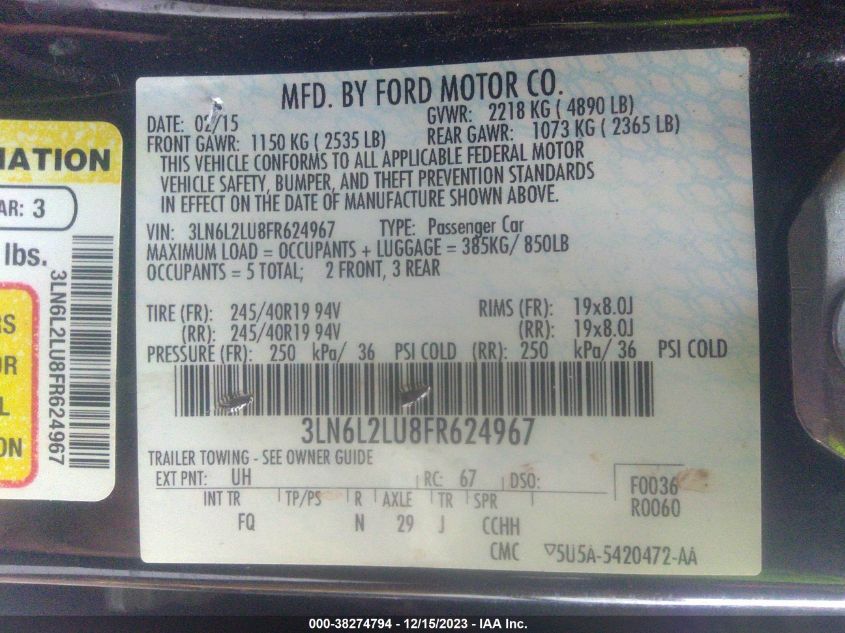 MFD. BY FORD MOTOR CO.
DATE: 02/15 GVWR: 2218 KG ( 4890 LB)
FRONT GAWR: 1150 KG ( 2535 LB) REAR GAWR: 1073 KG ( 2365 LB)
THIS VEHICLE CONFORMS TO ALL APPLICABLE FEDERAL MOTOR
VEHICLE SAFETY, BUMPER, AND THEFT PREVENTION STANDARDS
IN EFFECT ON THE DATE OF MANUFACTURE SHOWN ABOVE.
VIN: 3LN6L2LU8FR624967 TYPE: Passenger Car
MAXIMUM LOAD = OCCUPANTS + LUGGAGE = 385KG/ 850LB
OCCUPANTS = 5 TOTAL; 2 FRONT, 3 REAR
TIRE (FR): 245/40R19 94V RIMS (FR): 19x8.0J
(RR): 245/40R19 94V (RR): 19x8.0J
PRESSURE (FR): 250 kPa/ 36 PSI COLD (RR): 250 kPa/ 36 PSI COLD
3LN6L2LU8FR624967
TRAILER TOWING - SEE OWNER GUIDE
EXT PNT: UH RC: 67 DSO:
INT TR TP/PS R AXLE TR SPR
FQ N 29 J CCHH
F0036
R0060
CMC ▽5U5A-5420472-AA
MATION
AR: 3
lbs.
RS
OR
L
ON
3LN6L2LU8FR624967
000-38274794 - 12/15/2023 - IAA Inc.